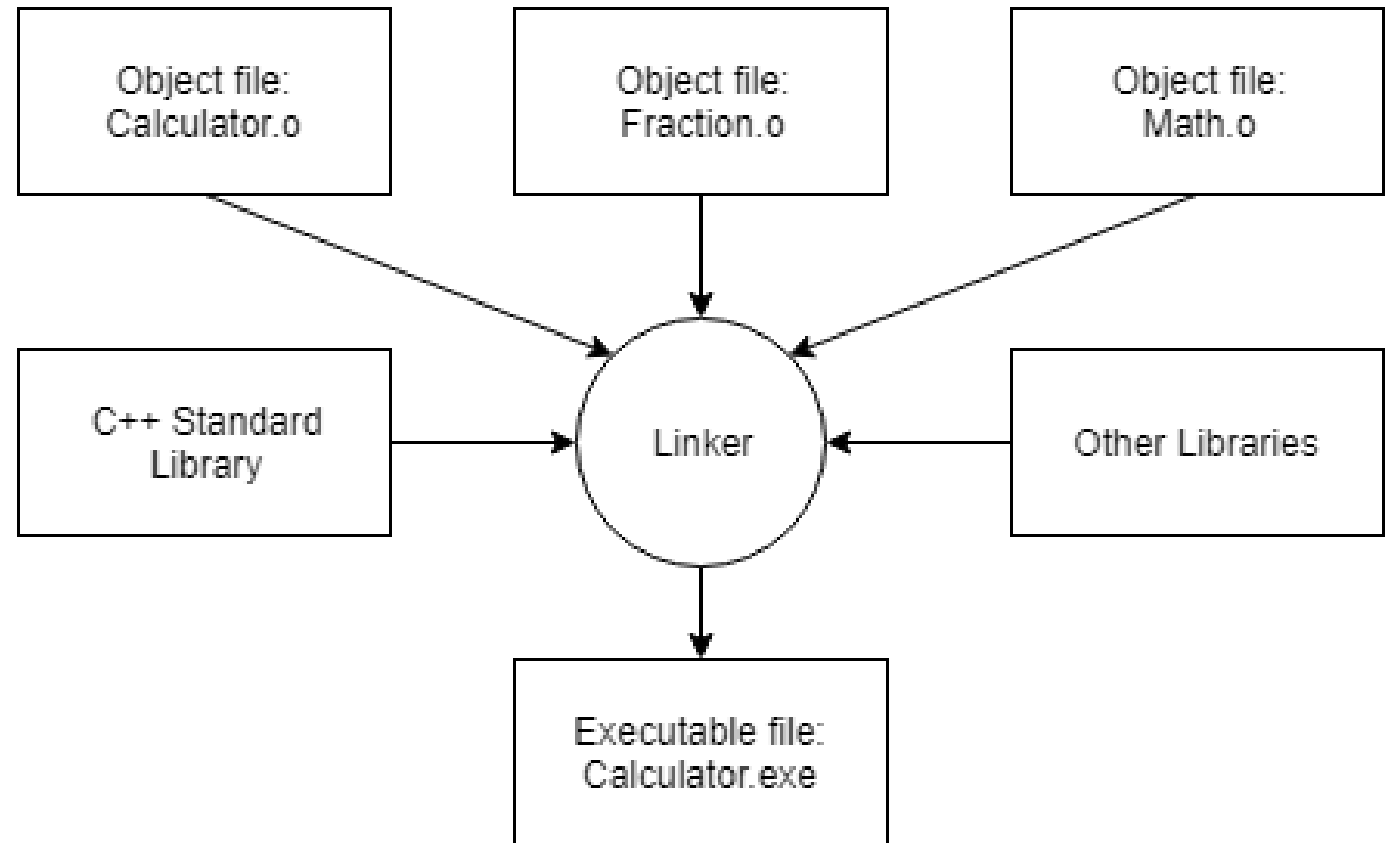 Object file:
Calculator.o
Object file:
Fraction.o
Object file:
Math.o
C++ Standard
Library
Linker
Other Libraries
Executable file:
Calculator.exe